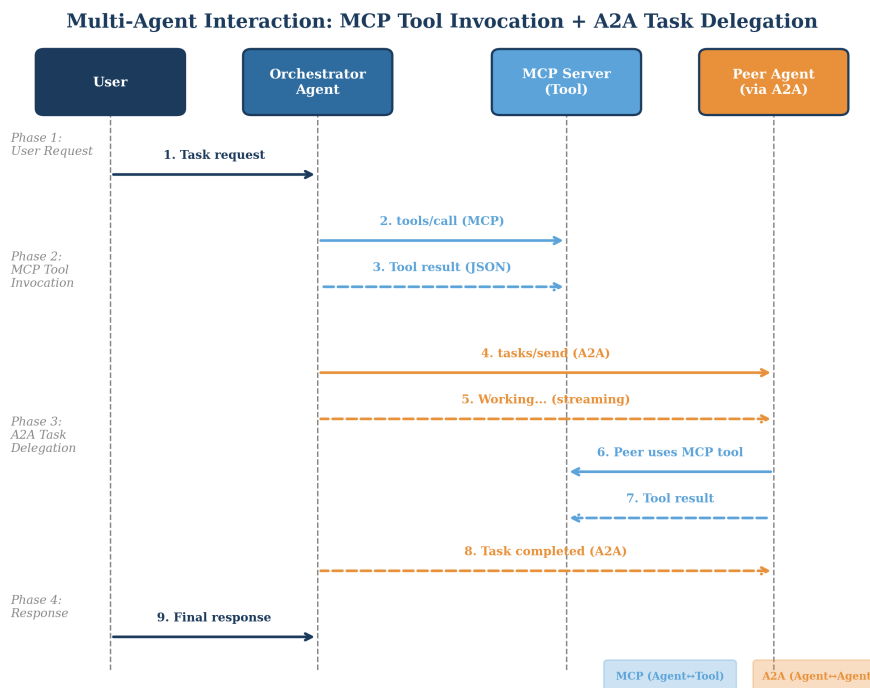 Multi-Agent Interaction: MCP Tool Invocation + A2A Task Delegation
User
Orchestrator
Agent
MCP Server
(Tool)
Peer Agent
(via A2A)
Phase 1:
User Request
1. Task request
2. tools/call (MCP)
Phase 2:
MCP Tool
Invocation
3. Tool result (JSON)
4. tasks/send (A2A)
5. Working... (streaming)
Phase 3:
A2A Task
Delegation
6. Peer uses MCP tool
7. Tool result
8. Task completed (A2A)
Phase 4:
Response
9. Final response
MCP (Agent↔Tool)
A2A (Agent↔Agent